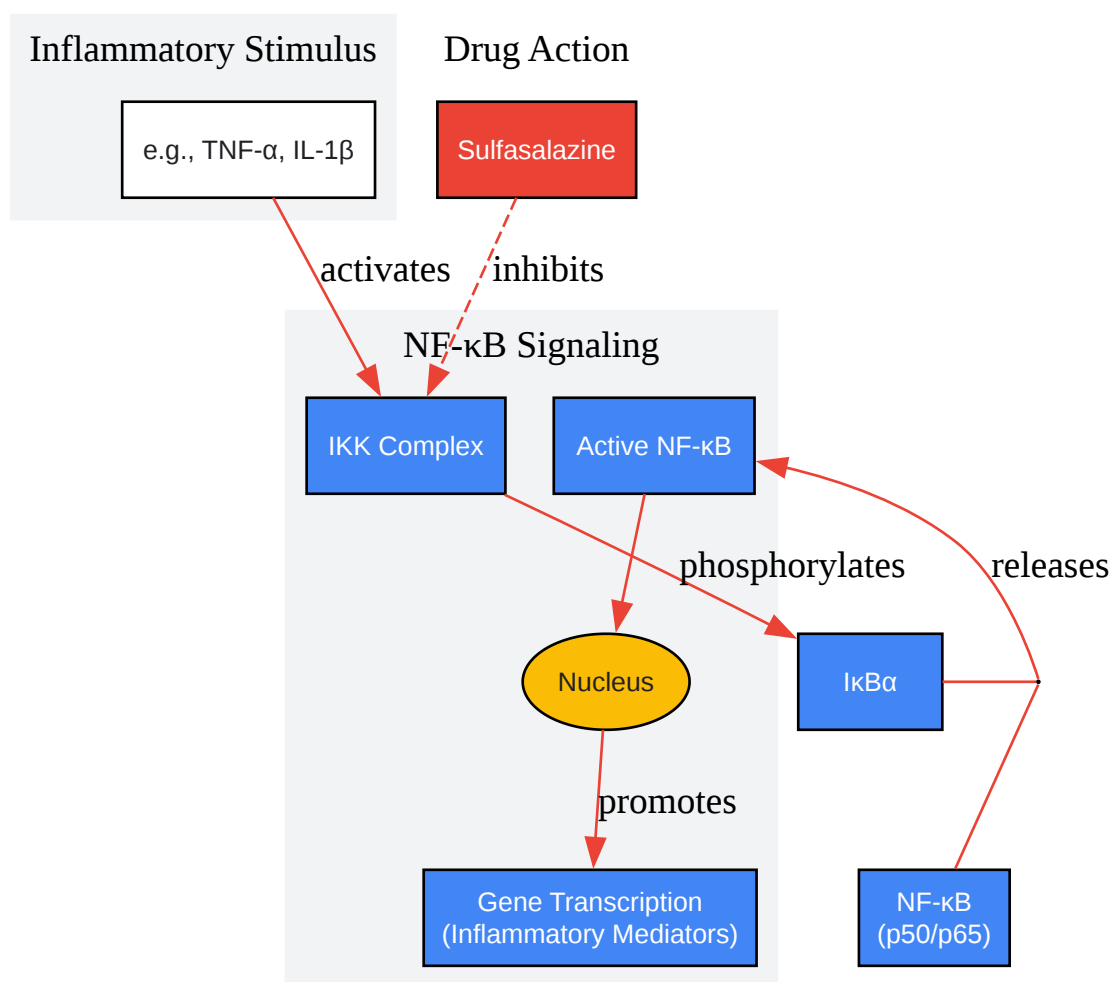 Inflammatory Stimulus
Drug Action
e.g., TNF-α, IL-1β
Sulfasalazine
activates
inhibits
NF-κB Signaling
IKK Complex
Active NF-κB
phosphorylates
releases
Nucleus
IκBα
promotes
Gene Transcription
(Inflammatory Mediators)
NF-κB
(p50/p65)